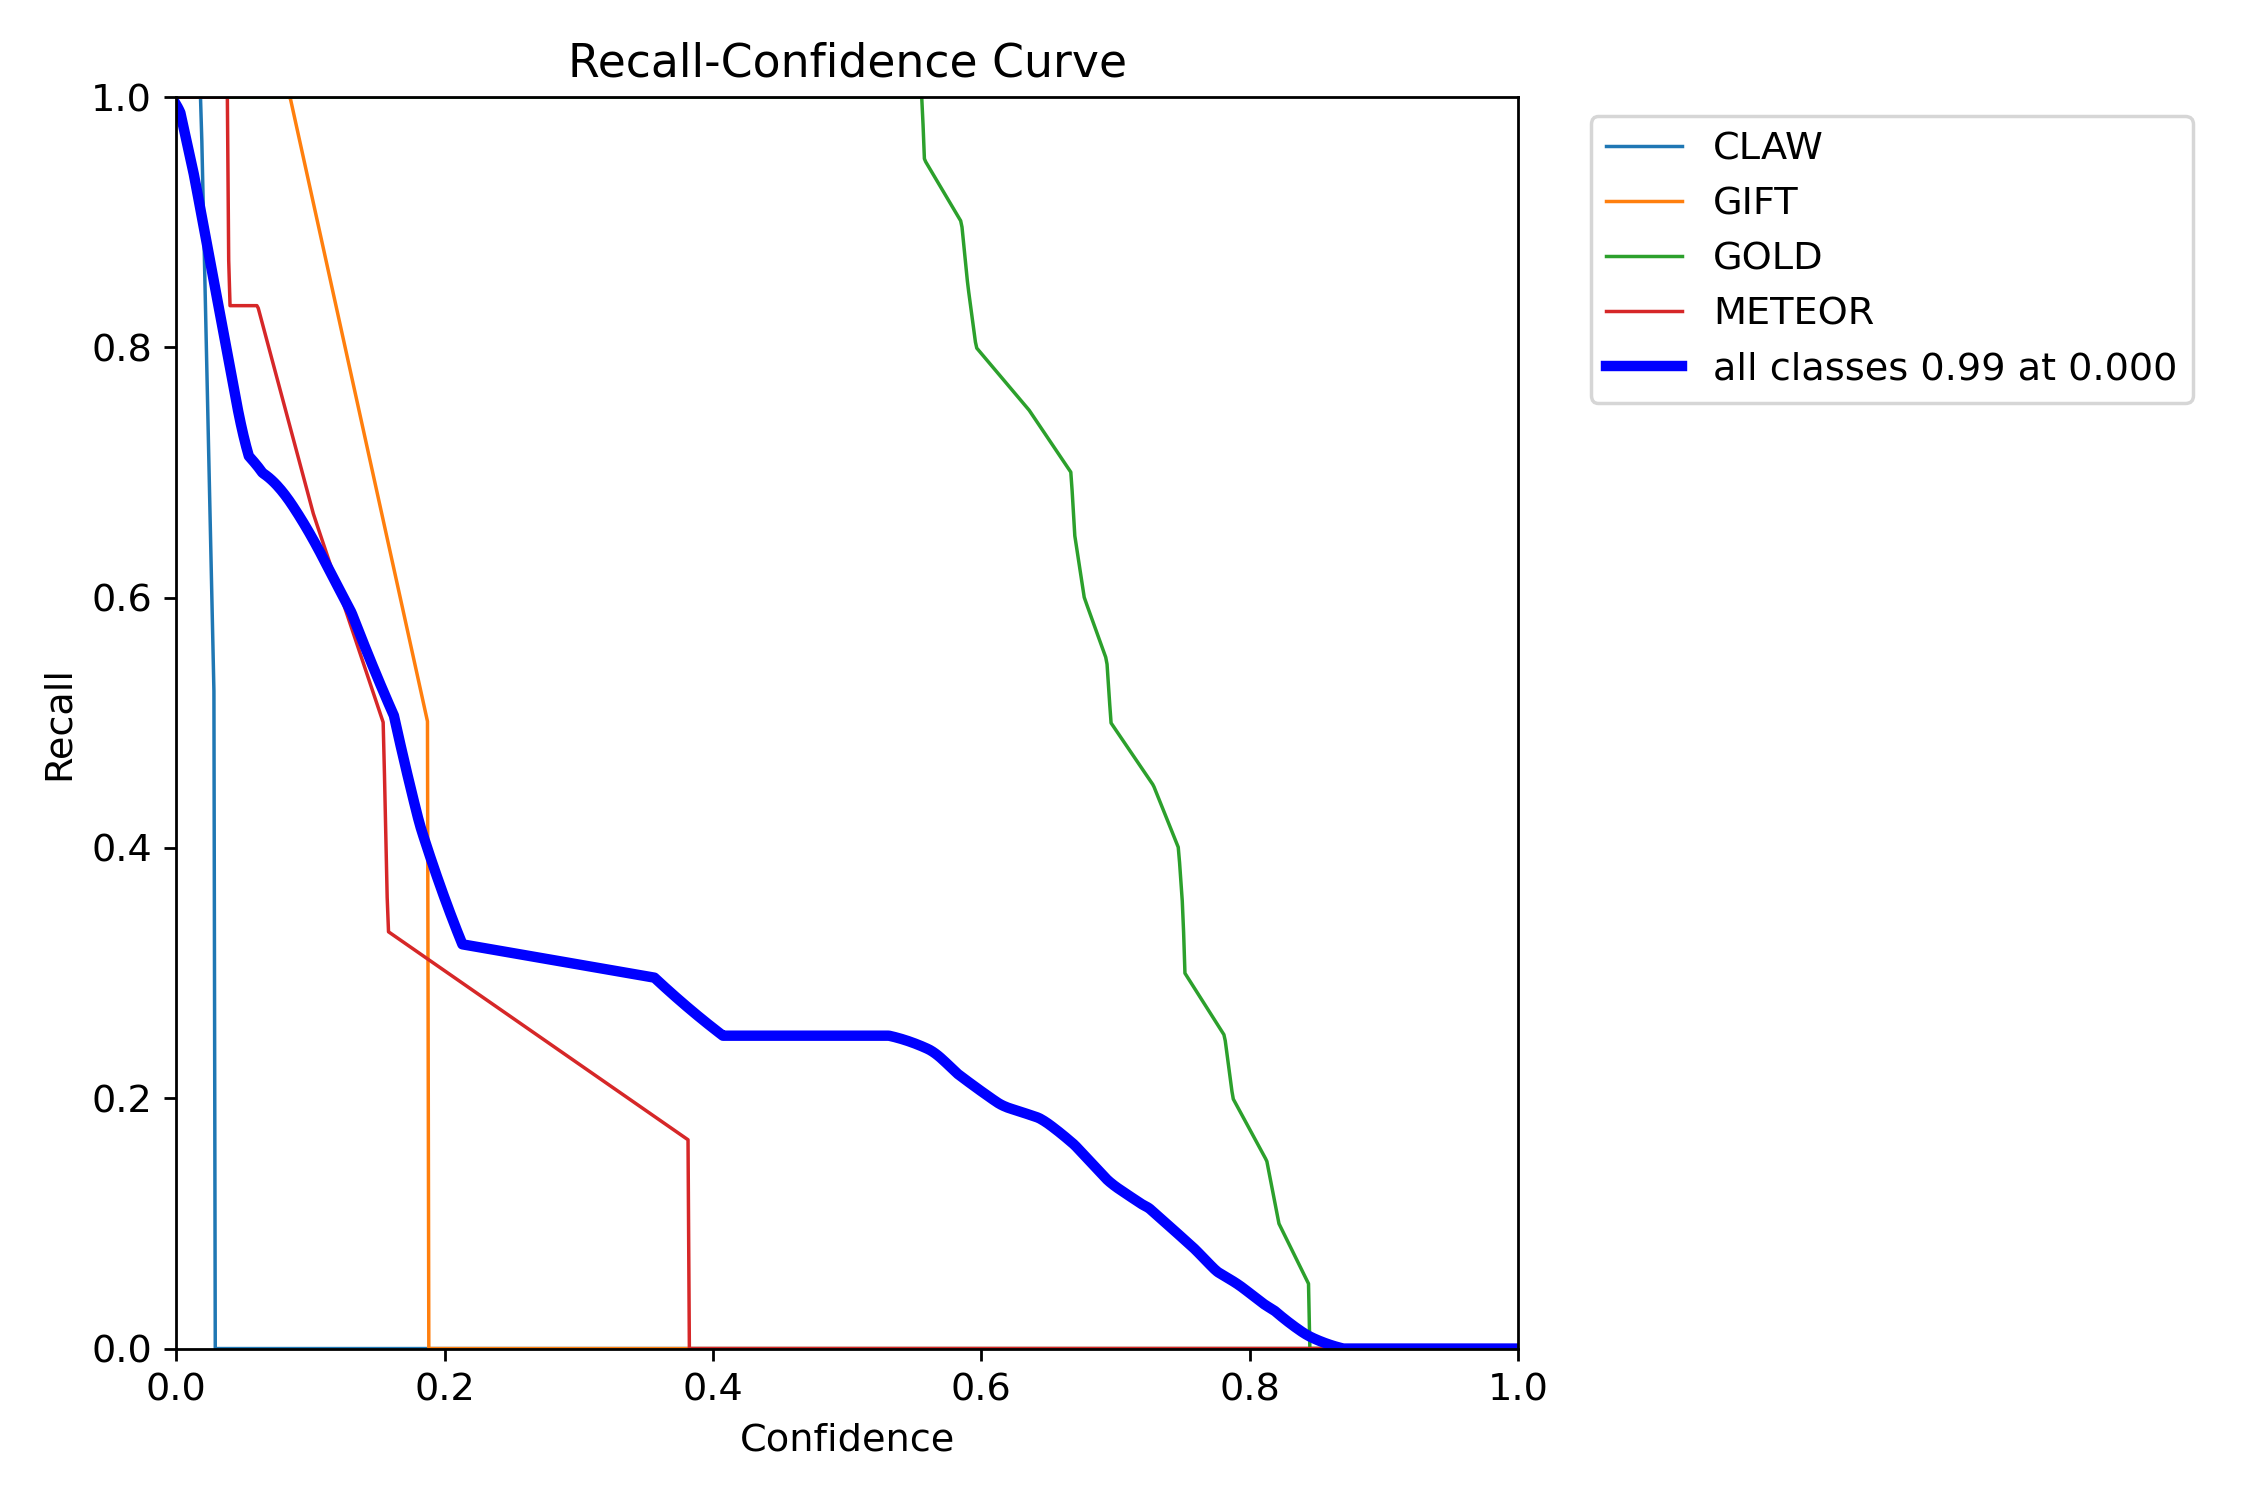 Recall-Confidence Curve
1.0
0.8
0.6
0.4
0.2
0.0
Recall
0.0 0.2 0.4 0.6 0.8 1.0
Confidence
CLAW
GIFT
GOLD
METEOR
all classes 0.99 at 0.000